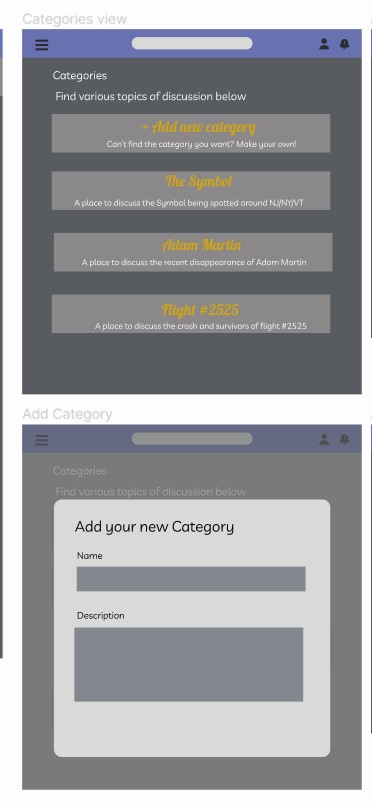 Categories view
Categories
Find various topics of discussion below
+ Add new category
Can't find the category you want? Make your own!
The Symbol
A place to discuss the Symbol being spotted around NJ/NY/VT
Adam Martin
A place to discuss the recent disappearance of Adam Martin
Flight #2525
A place to discuss the crash and survivors of flight #2525
Add Category
Categories
Find various topics of discussion below
Add your new Category
Name
Description